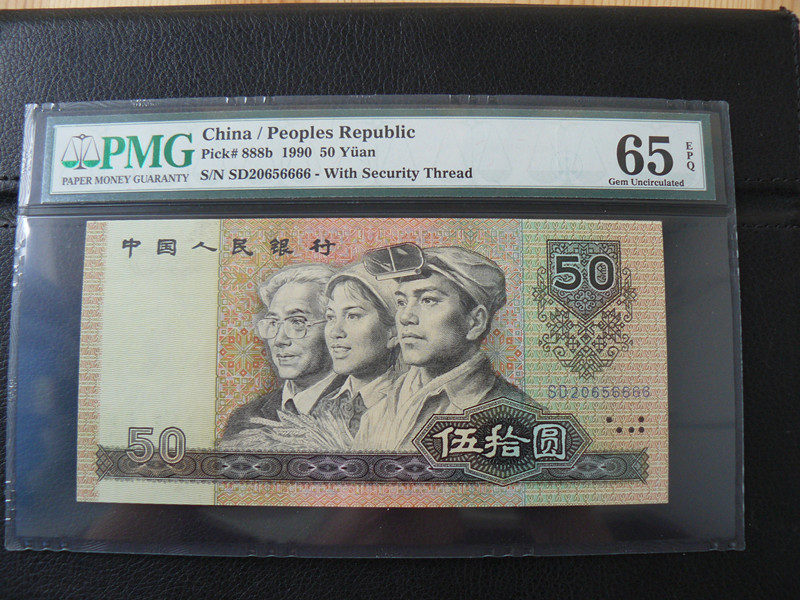 PMG
PAPER MONEY GUARANTY
China / Peoples Republic
Pick# 888b 1990 50 Yüan
S/N SD20656666 - With Security Thread
65
EPQ
Gem Uncirculated
中国人民银行
50
SD20656666
50
伍拾圆